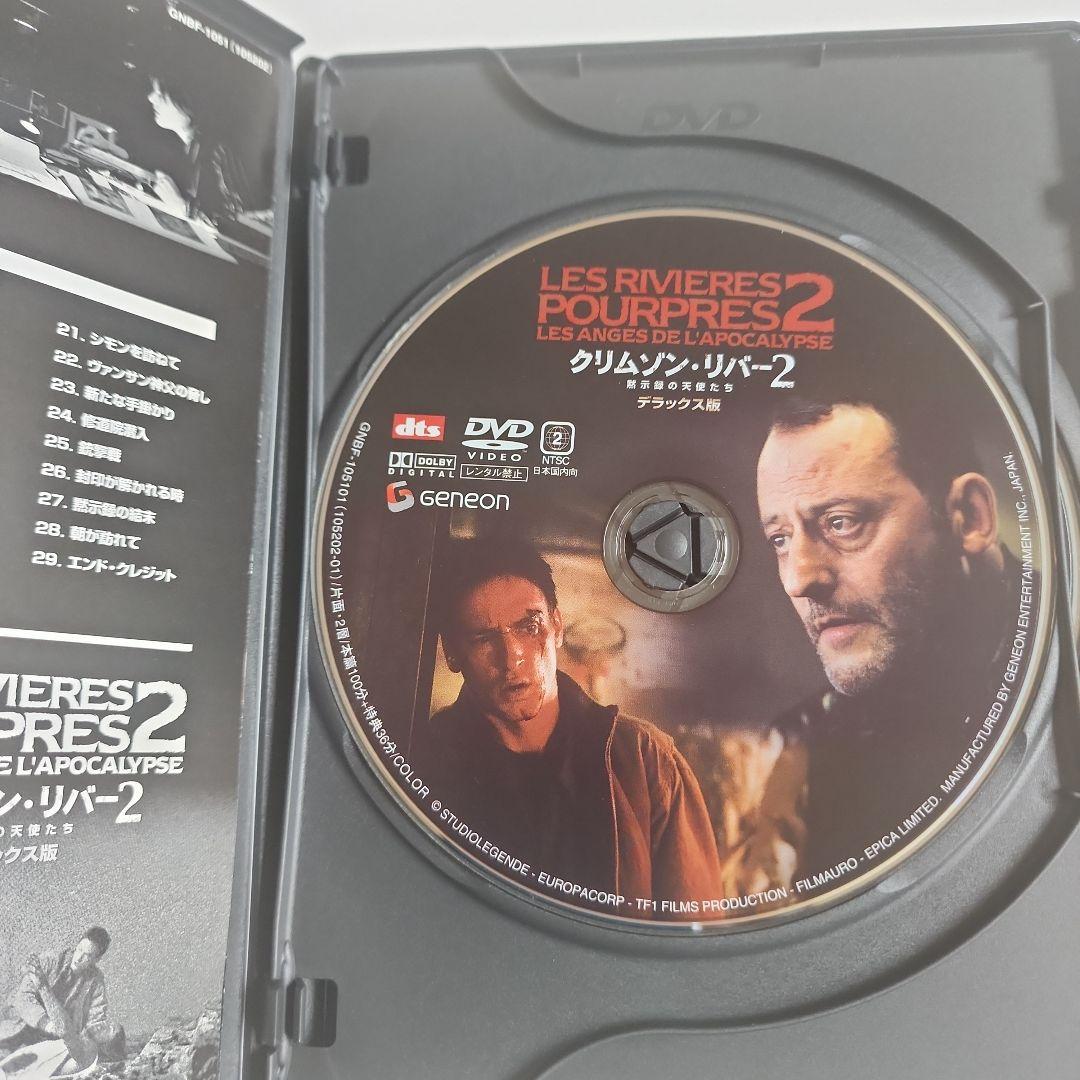 GNBF-1051 (105202)
21. シモンを訪ねて
22. ヴァンサン神父の脅し
23. 新たな手掛かり
24. 修道院潜入
25. 銃撃戦
26. 封印が解かれる時
27. 黙示録の結末
28. 朝が訪れて
29. エンド・クレジット
VIERES
PRES 2
E L'APOCALYPSE
ン・リバー2
の天使たち
ックス版
DVD
LES RIVIERES
POURPRES 2
LES ANGES DE L'APOCALYPSE
クリムゾン・リバー2
黙示録の天使たち
デラックス版
dts
DVD
VIDEO
2
NTSC
日本国内向
DOLBY
DIGITAL
レンタル禁止
Geneon
GNBF-105101 (105202-01) /片面・2層/本篇100分+特典36分/COLOR
© STUDIOLEGENDE - EUROPACORP - TF1 FILMS PRODUCTION - FILMAURO - EPICA LIMITED. MANUFACTURED BY GENEON ENTERTAINMENT INC., JAPAN.